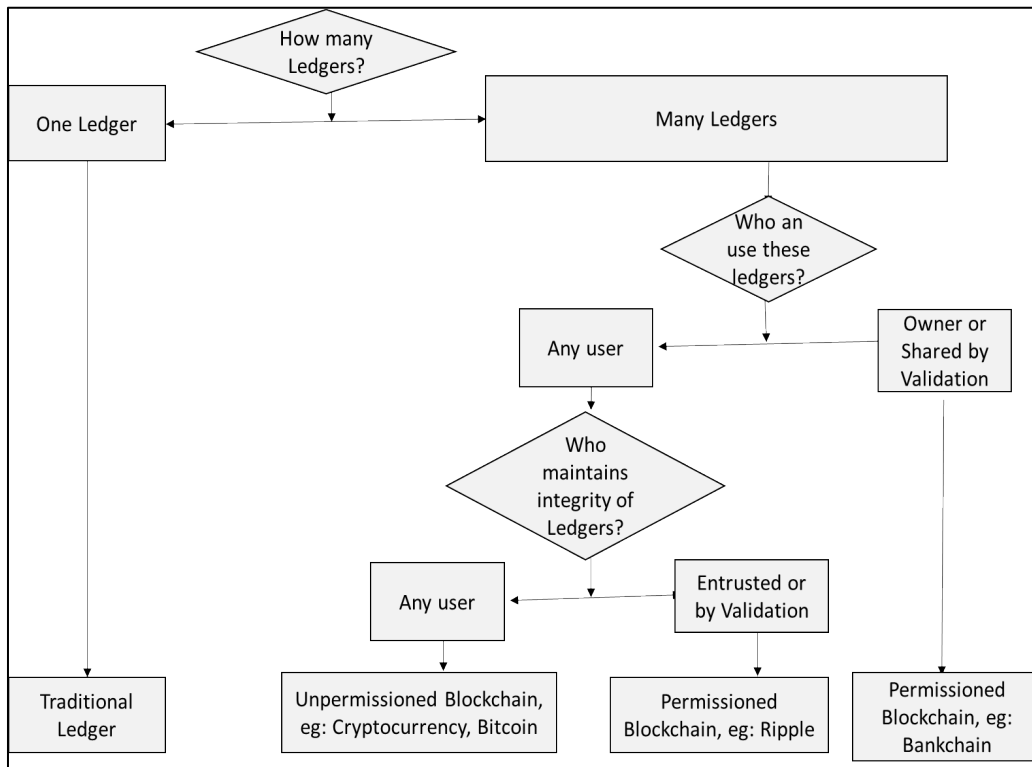 How many
Ledgers?
One Ledger
Many Ledgers
Who an
use these
ledgers?
Any user
Owner or
Shared by
Validation
Who
maintains
integrity of
Ledgers?
Any user
Entrusted or
by Validation
Traditional
Ledger
Unpermissioned Blockchain,
eg: Cryptocurrency, Bitcoin
Permissioned
Blockchain, eg: Ripple
Permissioned
Blockchain, eg:
Bankchain